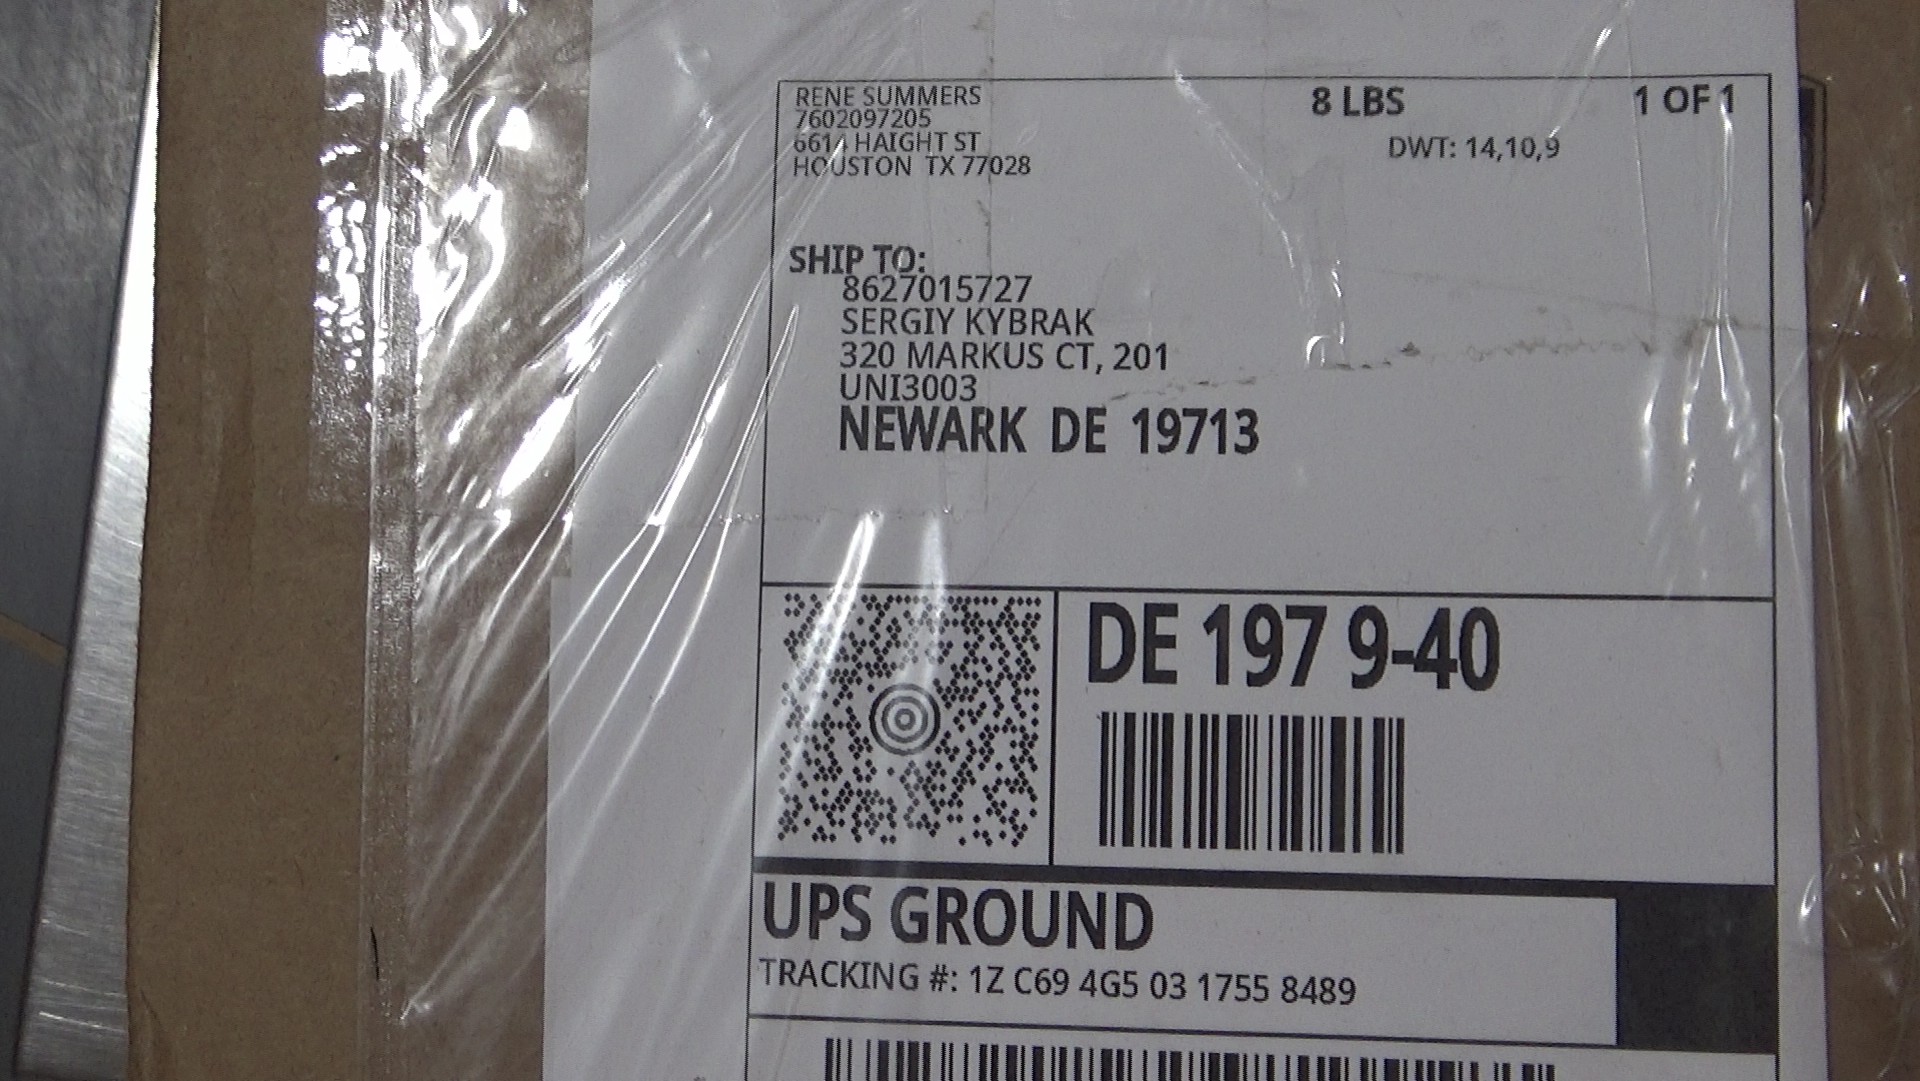 RENE SUMMERS
7602097205
6614 HAIGHT ST
HOUSTON TX 77028
8 LBS
1 OF 1
DWT: 14,10,9
SHIP TO:
8627015727
SERGIY KYBRAK
320 MARKUS CT, 201
UNI3003
NEWARK DE 19713
DE 197 9-40
UPS GROUND
TRACKING #: 1Z C69 4G5 03 1755 8489